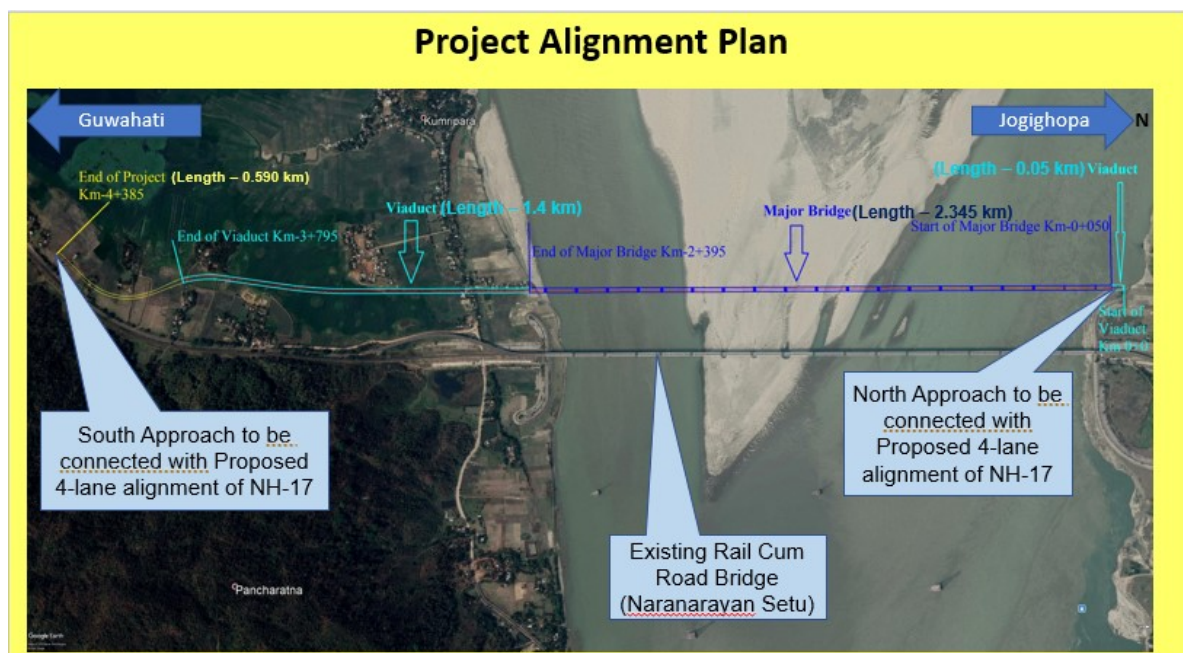 Project Alignment Plan
Guwahati
Jogighopa
N
Kumripara
End of Project (Length – 0.590 km)
Km-4+385
(Length – 0.05 km) Viaduct
Viaduct (Length – 1.4 km)
Major Bridge (Length – 2.345 km)
Start of Major Bridge Km-0+050
End of Viaduct Km-3+795
End of Major Bridge Km-2+395
Start of
Viaduct
Km 0+0
South Approach to be
connected with Proposed
4-lane alignment of NH-17
North Approach to be
connected with
Proposed 4-lane
alignment of NH-17
Existing Rail Cum
Road Bridge
(Naranarayan Setu)
Pancharatna
Google Earth